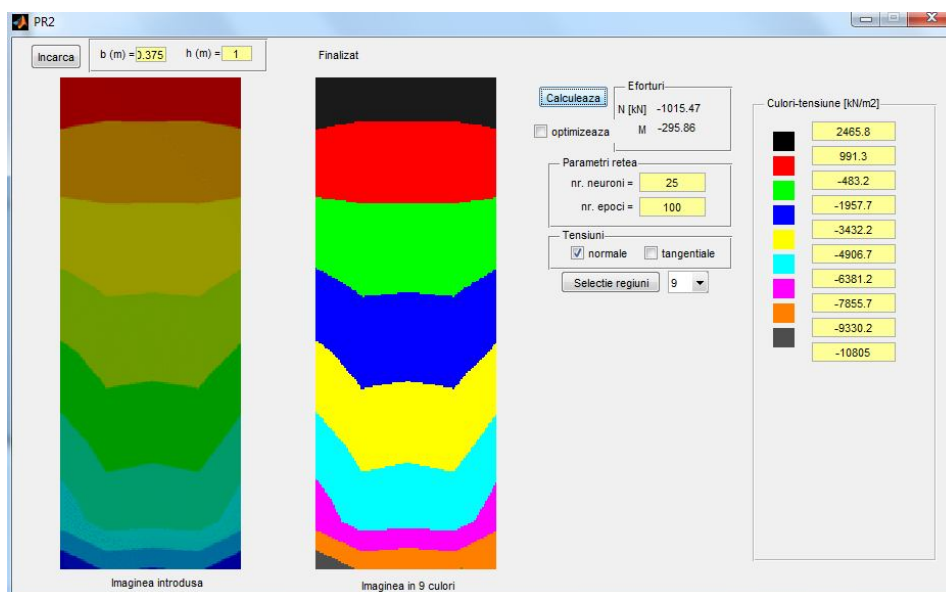 PR2
Incarca
b (m) = 0.375 h (m) = 1
Finalizat
Calculeaza
optimizeaza
Eforturi
N [kN] -1015.47
M -295.86
Parametri retea
nr. neuroni = 25
nr. epoci = 100
Tensiuni
normale tangentiale
Selectie regiuni 9
Culori-tensiune [kN/m2]
2465.8
991.3
-483.2
-1957.7
-3432.2
-4906.7
-6381.2
-7855.7
-9330.2
-10805
Imaginea introdusa
Imaginea in 9 culori